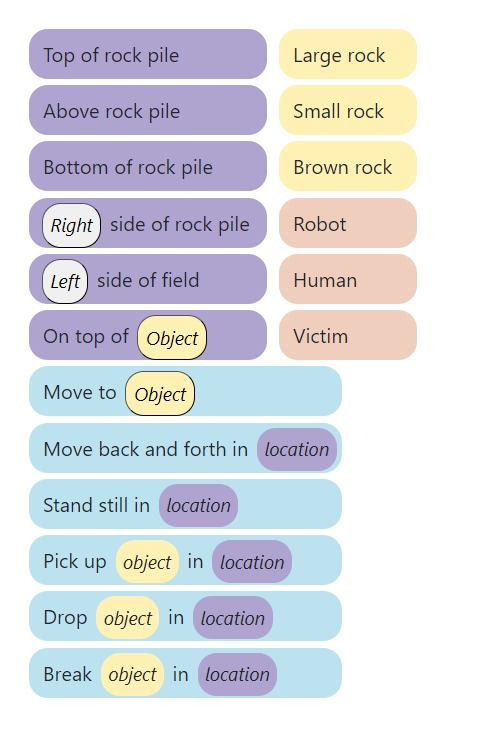 Top of rock pile
Large rock
Above rock pile
Small rock
Bottom of rock pile
Brown rock
Right side of rock pile
Robot
Left side of field
Human
On top of Object
Victim
Move to Object
Move back and forth in location
Stand still in location
Pick up object in location
Drop object in location
Break object in location